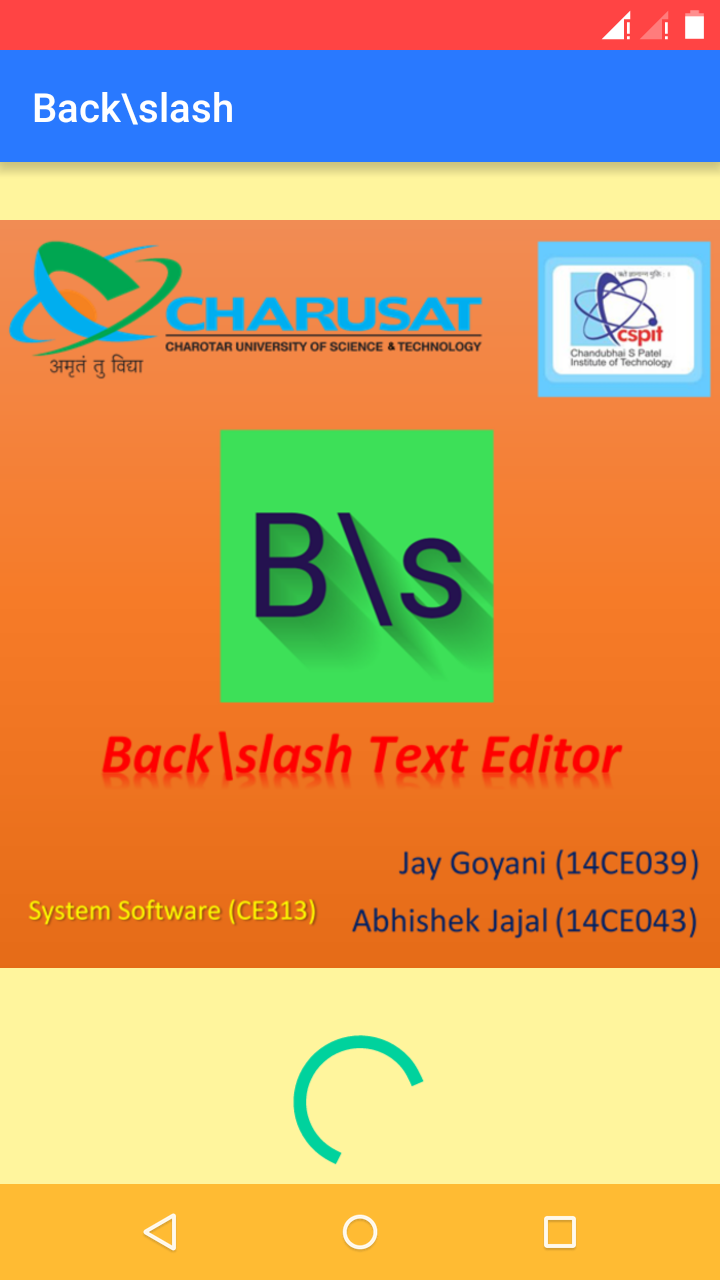 Back\slash
CHARUSAT
CHAROTAR UNIVERSITY OF SCIENCE & TECHNOLOGY
अमृतं तु विद्या
cspit
Chandubhai S Patel
Institute of Technology
B\s
Back\slash Text Editor
Jay Goyani (14CE039)
System Software (CE313)
Abhishek Jajal (14CE043)